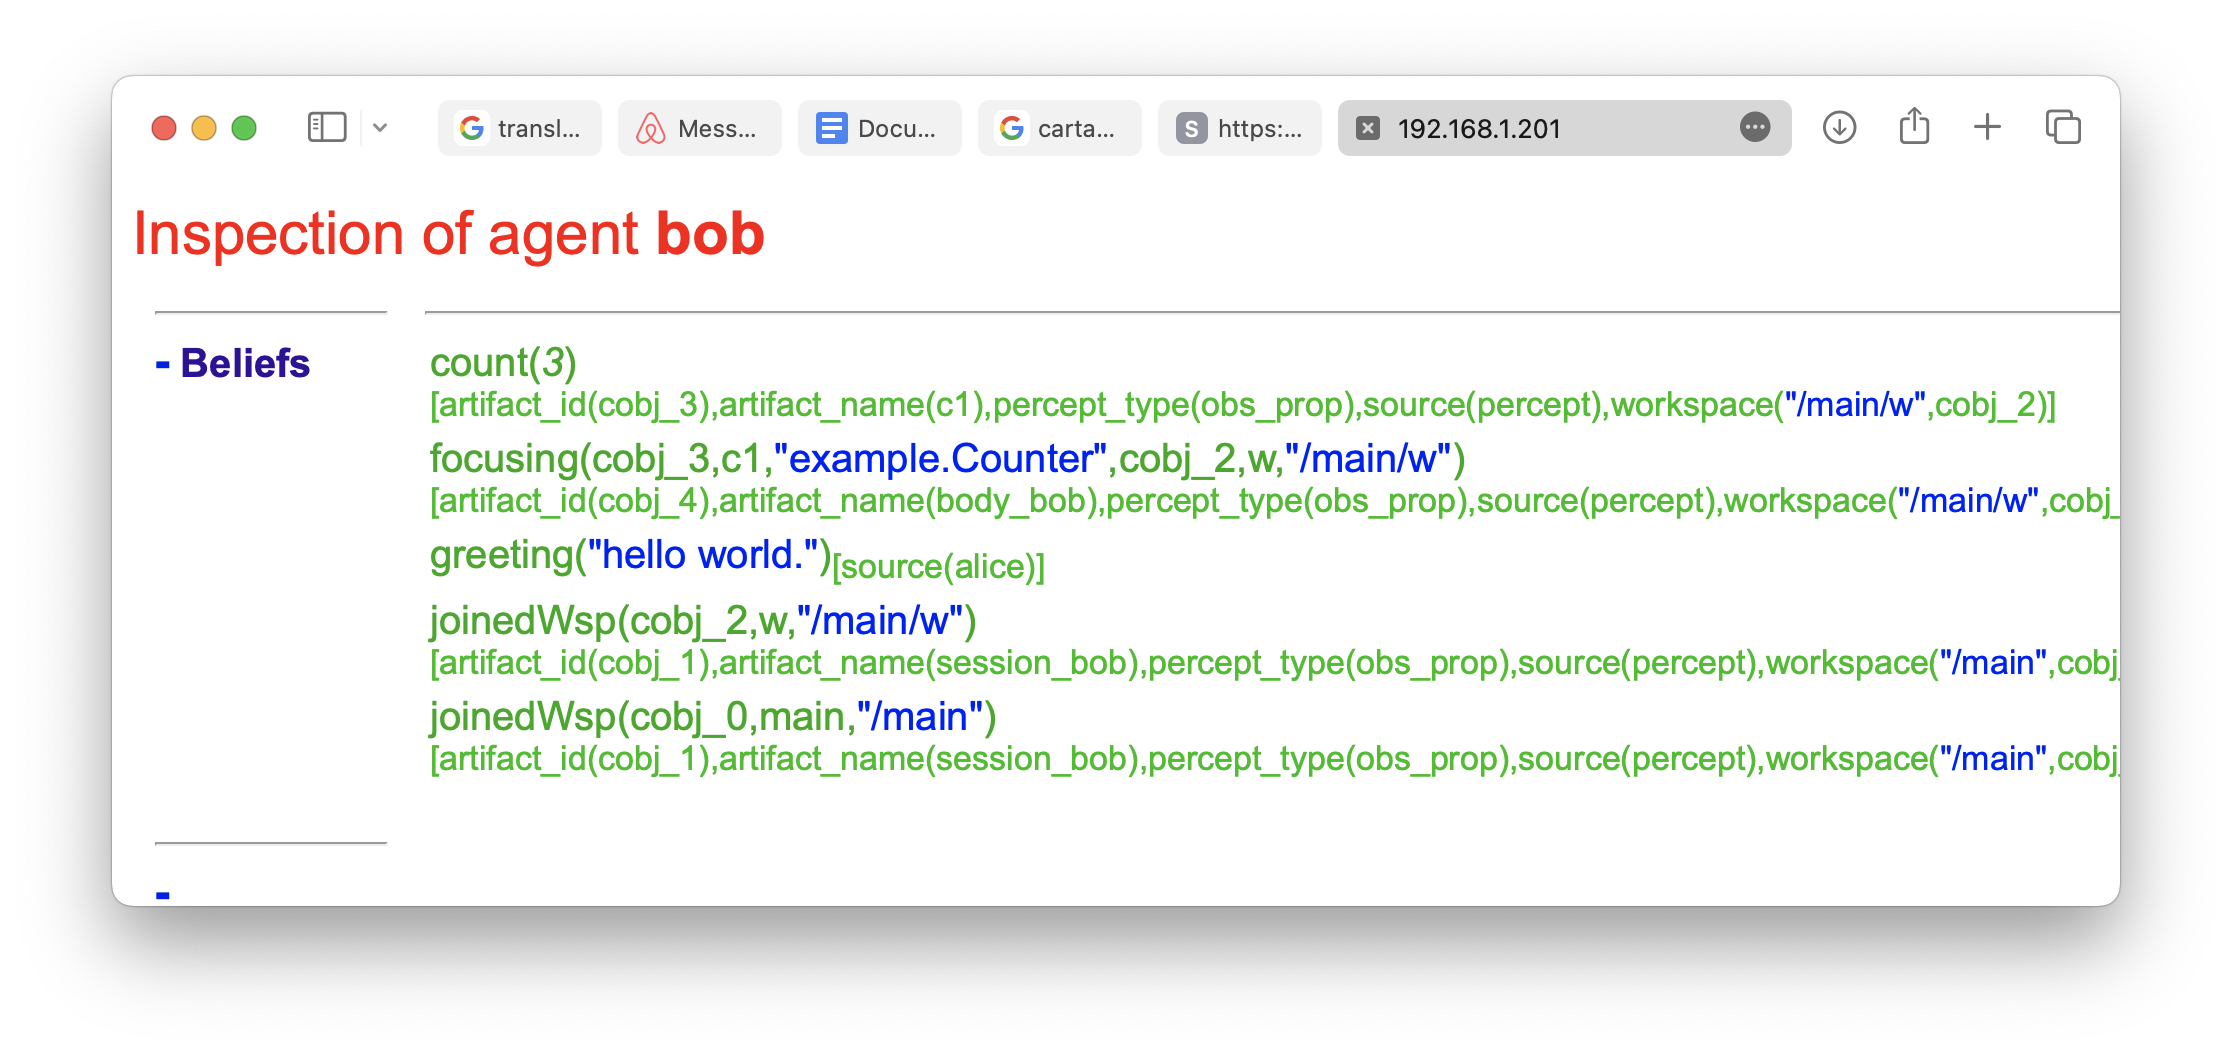 transl... Mess... Docu... carta... S https:... 192.168.1.201
Inspection of agent bob
- Beliefs
count(3)
[artifact_id(cobj_3),artifact_name(c1),percept_type(obs_prop),source(percept),workspace("/main/w",cobj_2)]
focusing(cobj_3,c1,"example.Counter",cobj_2,w,"/main/w")
[artifact_id(cobj_4),artifact_name(body_bob),percept_type(obs_prop),source(percept),workspace("/main/w",cobj_
greeting("hello world.")[source(alice)]
joinedWsp(cobj_2,w,"/main/w")
[artifact_id(cobj_1),artifact_name(session_bob),percept_type(obs_prop),source(percept),workspace("/main",cobj_
joinedWsp(cobj_0,main,"/main")
[artifact_id(cobj_1),artifact_name(session_bob),percept_type(obs_prop),source(percept),workspace("/main",cobj_
-